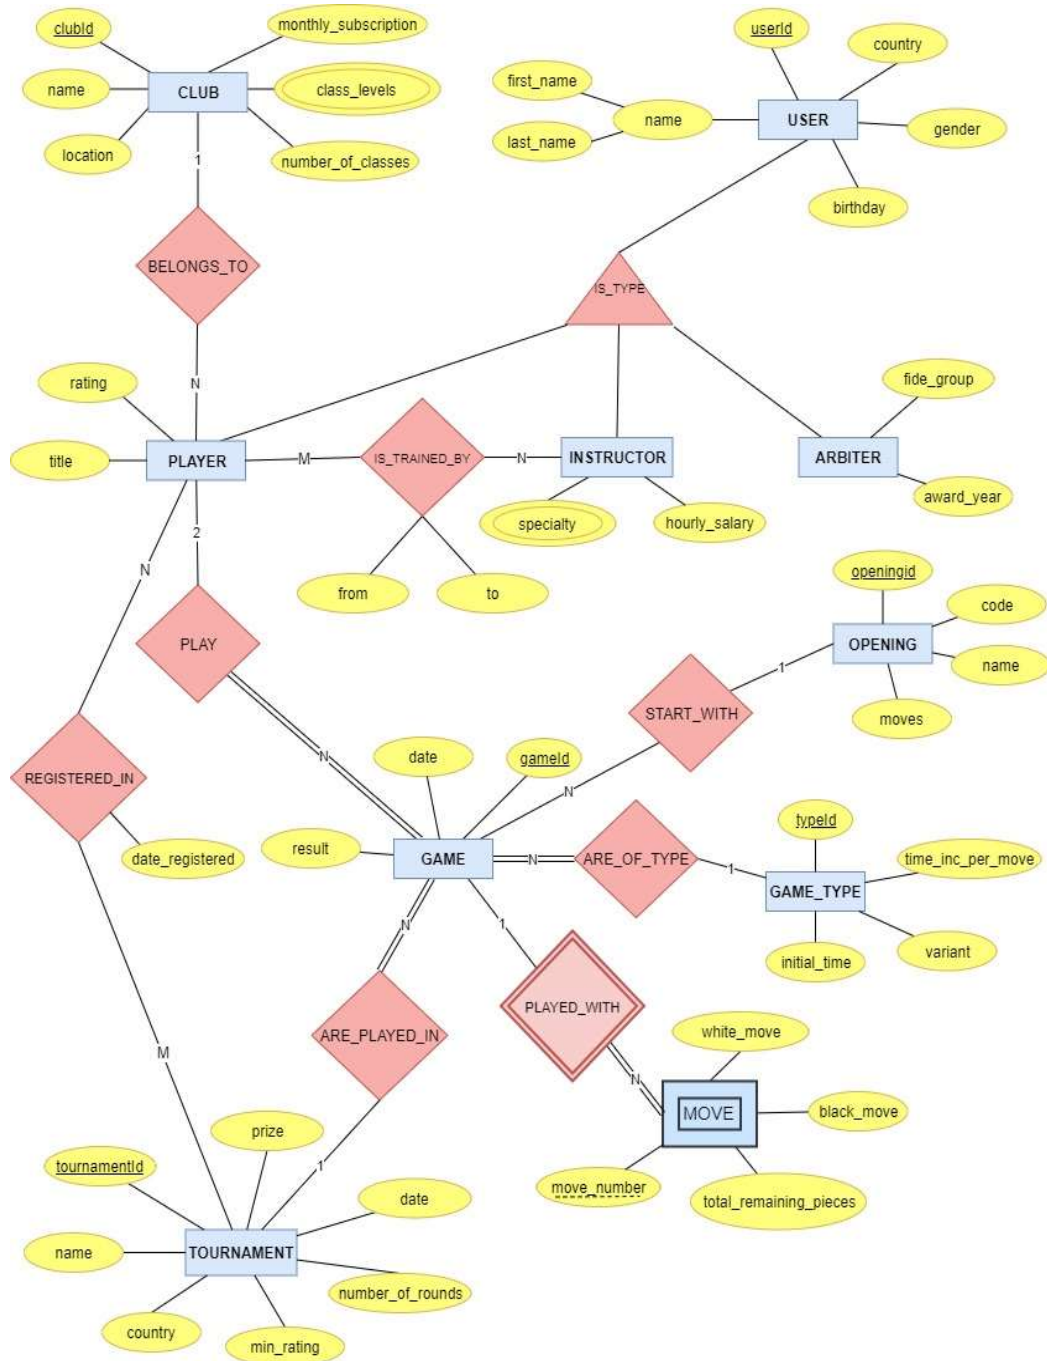 clubId
monthly_subscription
name
CLUB
class_levels
location
number_of_classes
1
BELONGS_TO
N
userId
country
first_name
name
USER
last_name
gender
birthday
IS_TYPE
rating
title
PLAYER
M
IS_TRAINED_BY
N
INSTRUCTOR
ARBITER
fide_group
award_year
specialty
hourly_salary
from
to
2
N
PLAY
N
openingid
code
OPENING
name
moves
1
START_WITH
N
REGISTERED_IN
date_registered
M
date
gameId
result
GAME
N
ARE_OF_TYPE
1
typeId
time_inc_per_move
GAME_TYPE
initial_time
variant
N
ARE_PLAYED_IN
1
1
PLAYED_WITH
N
white_move
MOVE
black_move
move_number
total_remaining_pieces
tournamentId
prize
date
name
TOURNAMENT
number_of_rounds
country
min_rating